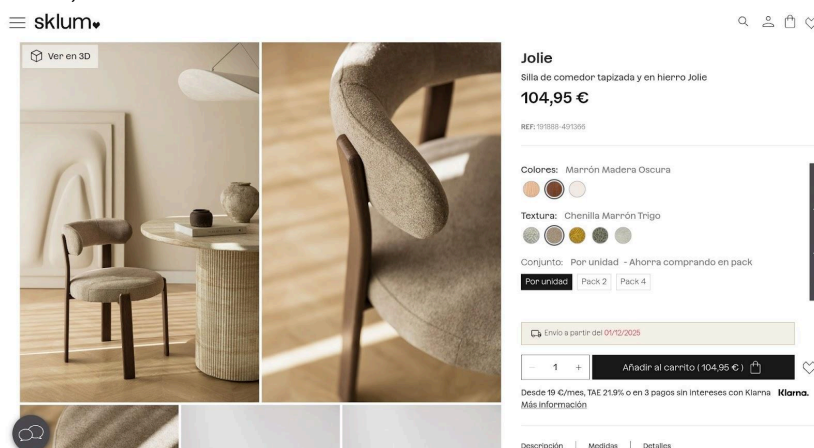 sklum
Ver en 3D
Jolie
Silla de comedor tapizada y en hierro Jolie
104,95 €
REF: 191888-491366
Colores: Marrón Madera Oscura
Textura: Chenilla Marrón Trigo
Conjunto: Por unidad - Ahorra comprando en pack
Por unidad Pack 2 Pack 4
Envío a partir del 01/12/2025
- 1 + Añadir al carrito ( 104,95 € )
Desde 19 €/mes, TAE 21.9% o en 3 pagos sin intereses con Klarna Klarna.
Más información
Descripción | Medidas | Detalles